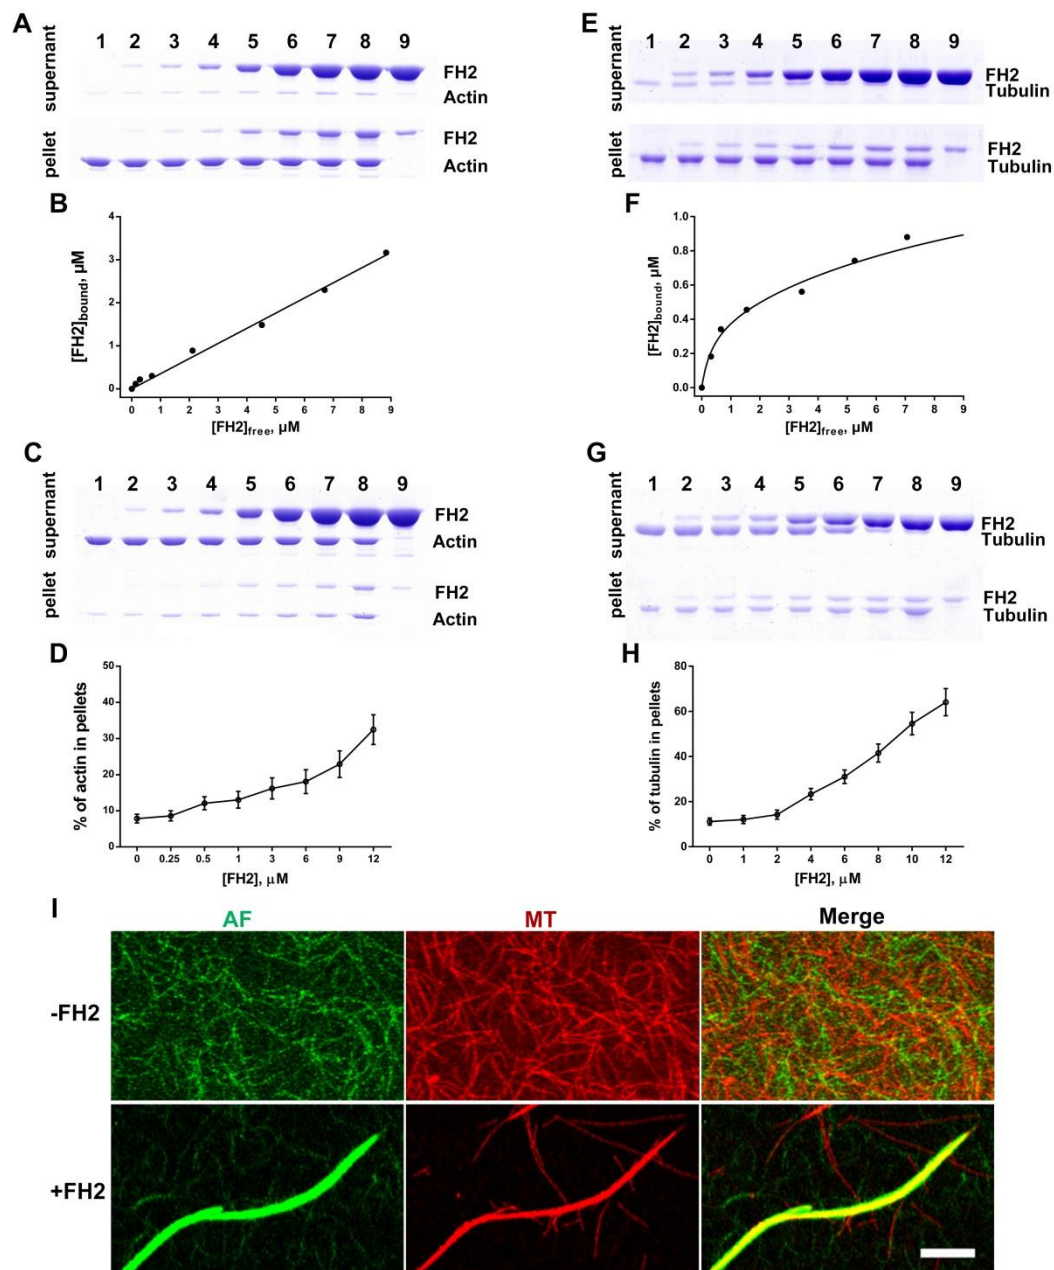 A
supernant
1 2 3 4 5 6 7 8 9
FH2
Actin
pellet
FH2
Actin
B
[FH2]bound, µM
4
3
2
1
0
0 1 2 3 4 5 6 7 8 9
[FH2]free, µM
C
supernant
1 2 3 4 5 6 7 8 9
FH2
Actin
pellet
FH2
Actin
D
% of actin in pellets
50
40
30
20
10
0
0 0.25 0.5 1 3 6 9 12
[FH2], µM
E
supernant
1 2 3 4 5 6 7 8 9
FH2
Tubulin
pellet
FH2
Tubulin
F
[FH2]bound, µM
1.0
0.8
0.6
0.4
0.2
0.0
0 1 2 3 4 5 6 7 8 9
[FH2]free, µM
G
supernant
1 2 3 4 5 6 7 8 9
FH2
Tubulin
pellet
FH2
Tubulin
H
% of tubulin in pellets
80
60
40
20
0
0 1 2 4 6 8 10 12
[FH2], µM
I
AF MT Merge
-FH2
+FH2